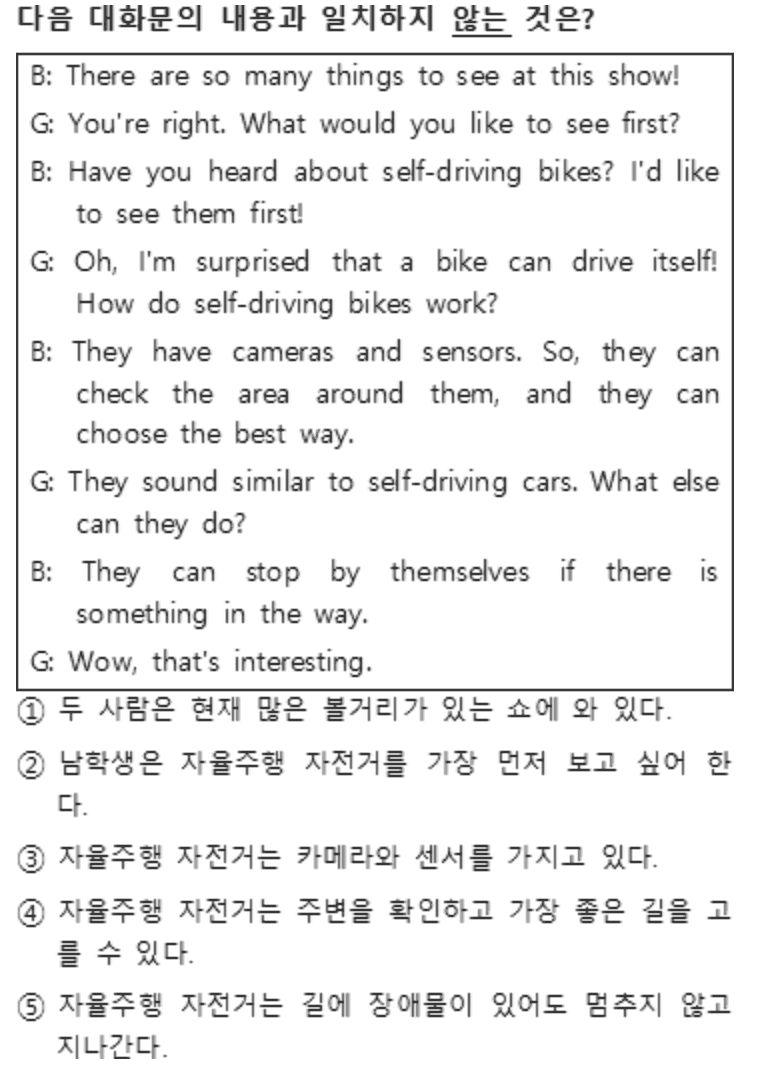 다음 대화문의 내용과 일치하지 않는 것은?
B: There are so many things to see at this show!
G: You're right. What would you like to see first?
B: Have you heard about self-driving bikes? I'd like
to see them first!
G: Oh, I'm surprised that a bike can drive itself!
How do self-driving bikes work?
B: They have cameras and sensors. So, they can
check the area around them, and they can
choose the best way.
G: They sound similar to self-driving cars. What else
can they do?
B: They can stop by themselves if there is
something in the way.
G: Wow, that's interesting.
① 두 사람은 현재 많은 볼거리가 있는 쇼에 와 있다.
② 남학생은 자율주행 자전거를 가장 먼저 보고 싶어 한
다.
③ 자율주행 자전거는 카메라와 센서를 가지고 있다.
④ 자율주행 자전거는 주변을 확인하고 가장 좋은 길을 고
를 수 있다.
⑤ 자율주행 자전거는 길에 장애물이 있어도 멈추지 않고
지나간다.